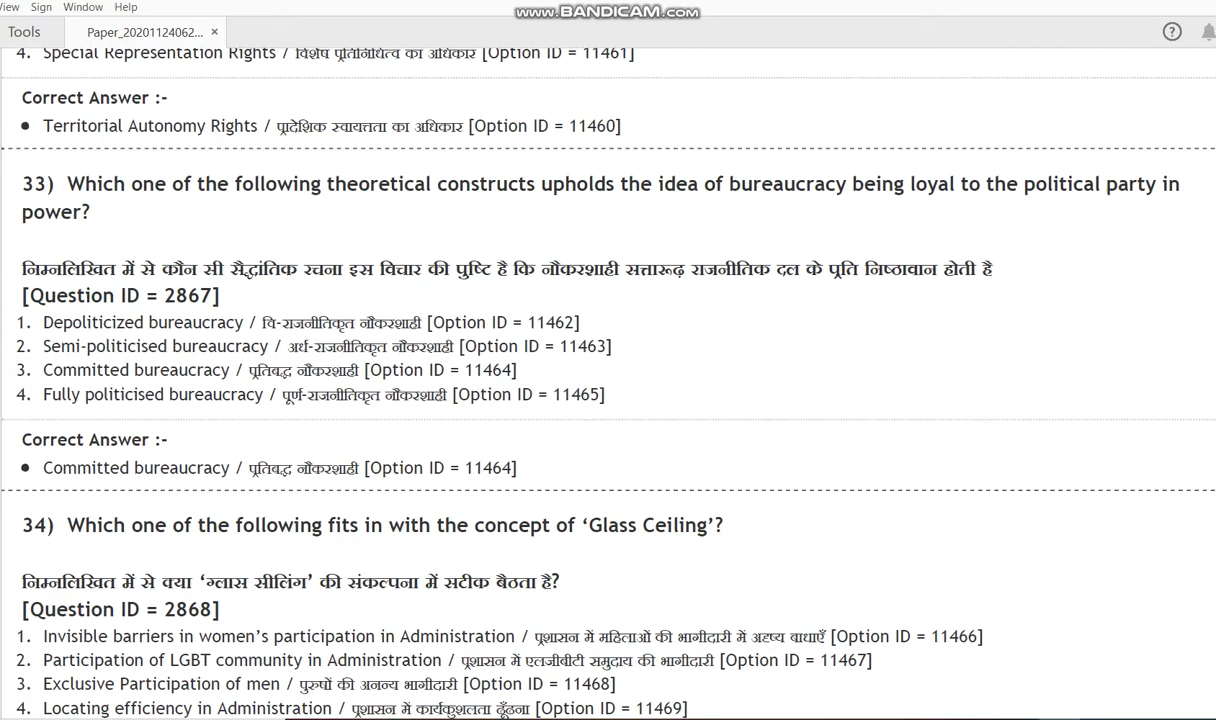 View Sign Window Help
www.BANDICAM.com
Tools Paper_20201124062... ×
4. Special Representation Rights / विशेष प्रतिनिधित्व का अधिकार [Option ID = 11461]
Correct Answer :-
• Territorial Autonomy Rights / प्रादेशिक स्वायत्तता का अधिकार [Option ID = 11460]
33) Which one of the following theoretical constructs upholds the idea of bureaucracy being loyal to the political party in
power?
निम्नलिखित में से कौन सी सैद्धांतिक रचना इस विचार की पुष्टि है कि नौकरशाही सत्तारूढ़ राजनीतिक दल के प्रति निष्ठावान होती है
[Question ID = 2867]
1. Depoliticized bureaucracy / वि-राजनीतिकृत नौकरशाही [Option ID = 11462]
2. Semi-politicised bureaucracy / अर्ध-राजनीतिकृत नौकरशाही [Option ID = 11463]
3. Committed bureaucracy / प्रतिबद्ध नौकरशाही [Option ID = 11464]
4. Fully politicised bureaucracy / पूर्ण-राजनीतिकृत नौकरशाही [Option ID = 11465]
Correct Answer :-
• Committed bureaucracy / प्रतिबद्ध नौकरशाही [Option ID = 11464]
34) Which one of the following fits in with the concept of ‘Glass Ceiling’?
निम्नलिखित में से क्या ‘ग्लास सीलिंग’ की संकल्पना में सटीक बैठता है?
[Question ID = 2868]
1. Invisible barriers in women’s participation in Administration / प्रशासन में महिलाओं की भागीदारी में अदृष्य बाधाएँ [Option ID = 11466]
2. Participation of LGBT community in Administration / प्रशासन में एलजीबीटी समुदाय की भागीदारी [Option ID = 11467]
3. Exclusive Participation of men / पुरुषों की अनन्य भागीदारी [Option ID = 11468]
4. Locating efficiency in Administration / प्रशासन में कार्यकुशलता ढूँढना [Option ID = 11469]